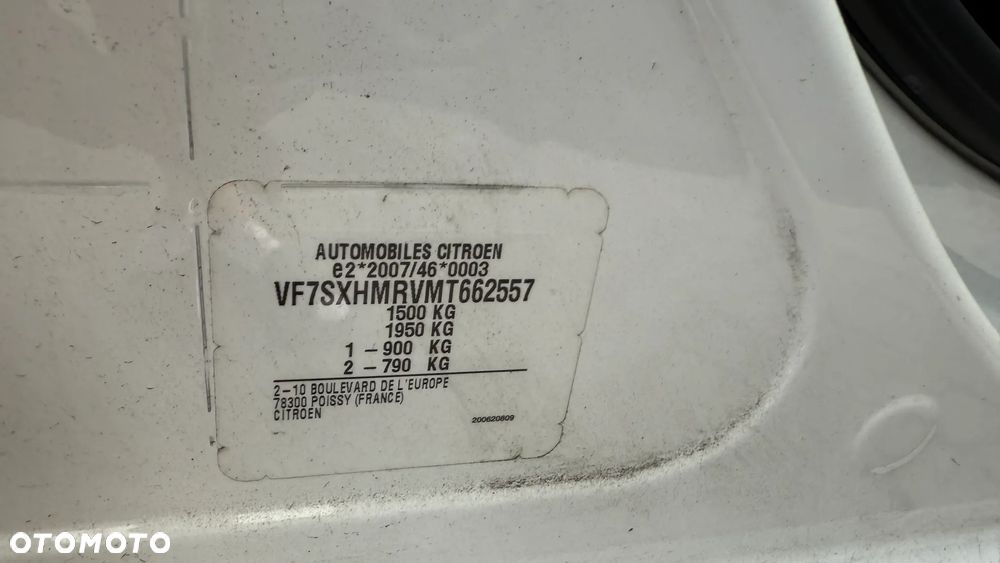 AUTOMOBILES CITROEN
e2*2007/46*0003
VF7SXHMRVMT662557
1500 KG
1950 KG
1 - 900 KG
2 - 790 KG
2-10 BOULEVARD DE L'EUROPE
78300 POISSY (FRANCE)
CITROEN
200620809
OTOMOTO